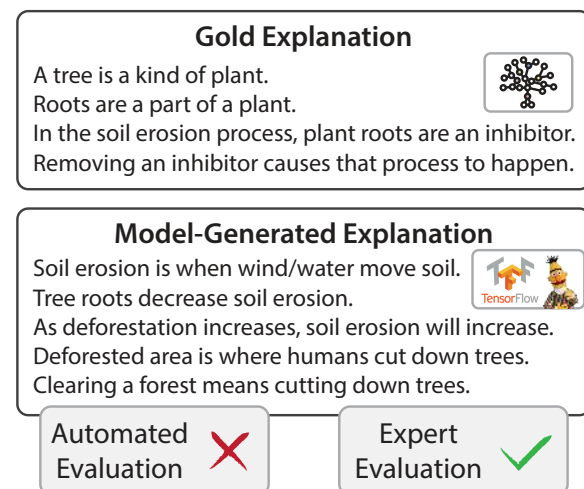 Gold Explanation
A tree is a kind of plant.
Roots are a part of a plant.
In the soil erosion process, plant roots are an inhibitor.
Removing an inhibitor causes that process to happen.
Model-Generated Explanation
Soil erosion is when wind/water move soil.
TensorFlow
Tree roots decrease soil erosion.
As deforestation increases, soil erosion will increase.
Deforested area is where humans cut down trees.
Clearing a forest means cutting down trees.
Automated
Evaluation
Expert
Evaluation